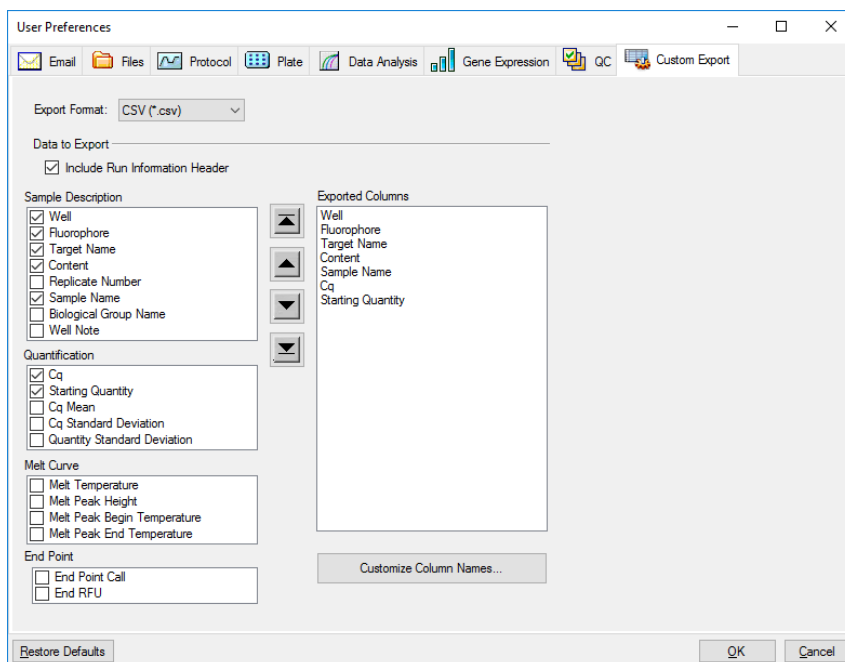 User Preferences
Email Files Protocol Plate Data Analysis Gene Expression QC Custom Export
Export Format: CSV (*.csv)
Data to Export
Include Run Information Header
Sample Description
Well
Fluorophore
Target Name
Content
Replicate Number
Sample Name
Biological Group Name
Well Note
Quantification
Cq
Starting Quantity
Cq Mean
Cq Standard Deviation
Quantity Standard Deviation
Melt Curve
Melt Temperature
Melt Peak Height
Melt Peak Begin Temperature
Melt Peak End Temperature
End Point
End Point Call
End RFU
Exported Columns
Well
Fluorophore
Target Name
Content
Sample Name
Cq
Starting Quantity
Customize Column Names...
Restore Defaults OK Cancel